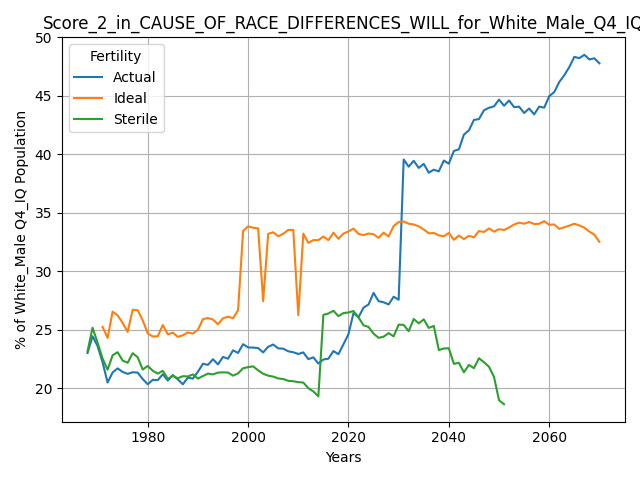 Score_2_in_CAUSE_OF_RACE_DIFFERENCES_WILL_for_White_Male_Q4_IQ
Fertility
Actual
Ideal
Sterile
% of White_Male Q4_IQ Population
50
45
40
35
30
25
20
1980 2000 2020 2040 2060
Years